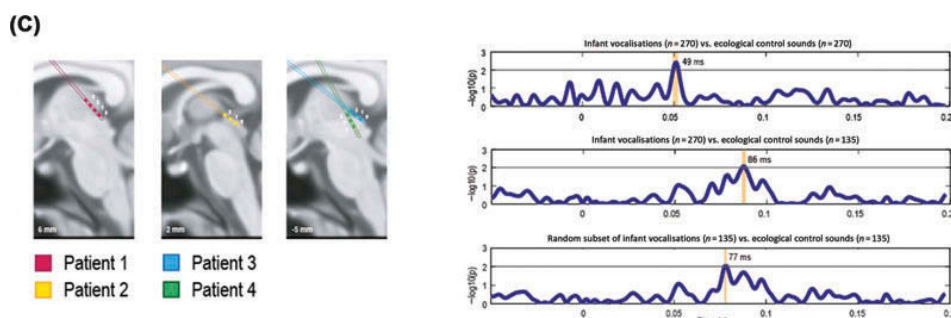 (C)
6 mm
2 mm
-5 mm
Patient 1
Patient 2
Patient 3
Patient 4
Infant vocalisations (n = 270) vs. ecological control sounds (n = 270)
−log10(p)
3
2
1
0
49 ms
0
0.05
0.1
0.15
0.2
Infant vocalisations (n = 270) vs. ecological control sounds (n = 135)
−log10(p)
3
2
1
0
86 ms
0
0.05
0.1
0.15
0.2
Random subset of infant vocalisations (n = 135) vs. ecological control sounds (n = 135)
−log10(p)
3
2
1
0
77 ms
0
0.05
0.1
0.15
0.2